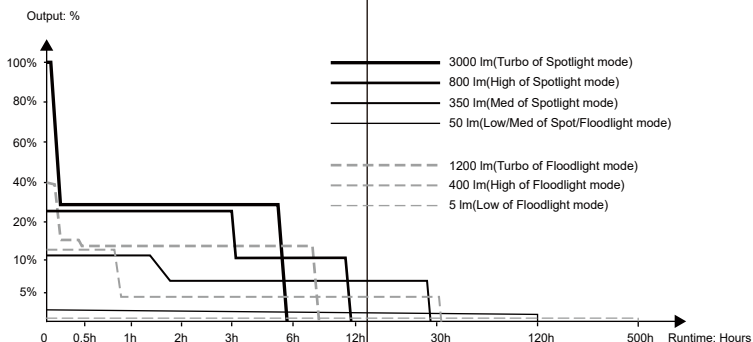 Output: %
100%
80%
60%
40%
20%
10%
5%
3000 lm(Turbo of Spotlight mode)
800 lm(High of Spotlight mode)
350 lm(Med of Spotlight mode)
50 lm(Low/Med of Spot/Floodlight mode)
1200 lm(Turbo of Floodlight mode)
400 lm(High of Floodlight mode)
5 lm(Low of Floodlight mode)
0 0.5h 1h 2h 3h 6h 12h 30h 120h 500h Runtime: Hours